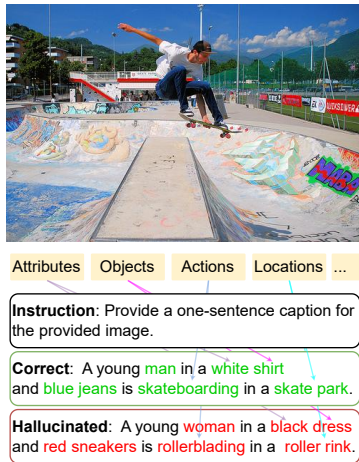 Attributes Objects Actions Locations ...
Instruction: Provide a one-sentence caption for
the provided image.
Correct: A young man in a white shirt
and blue jeans is skateboarding in a skate park.
Hallucinated: A young woman in a black dress
and red sneakers is rollerblading in a roller rink.